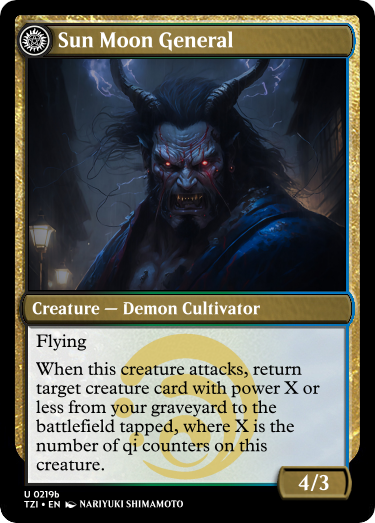 Sun Moon General
Creature — Demon Cultivator
Flying
When this creature attacks, return
target creature card with power X or
less from your graveyard to the
battlefield tapped, where X is the
number of qi counters on this
creature.
4/3
U 0219b
TZI • EN NARIYUKI SHIMAMOTO